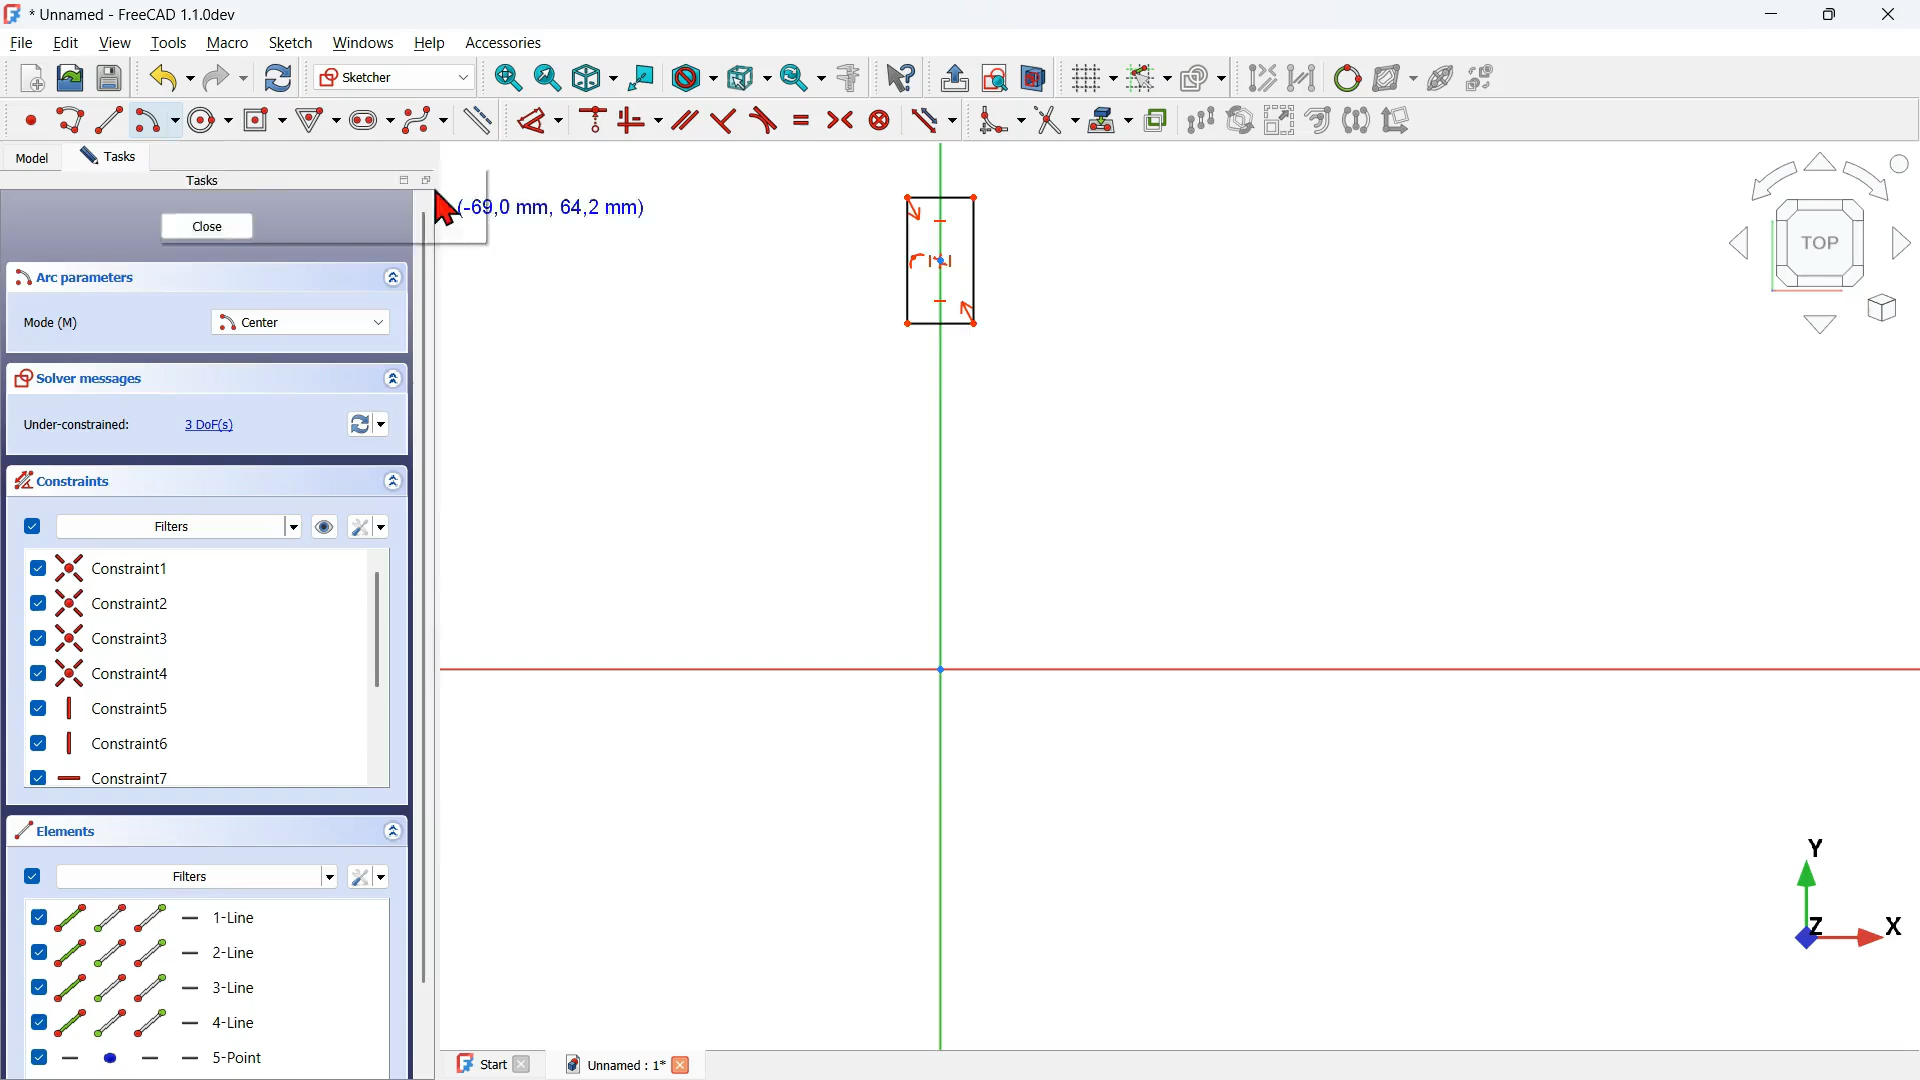 * Unnamed - FreeCAD 1.1.0dev
File Edit View Tools Macro Sketch Windows Help Accessories
Sketcher
Model Tasks
Tasks
Close
(-69,0 mm, 64,2 mm)
TOP
Arc parameters
Mode (M) Center
Solver messages
Under-constrained: 3 DoF(s)
Constraints
Filters
Constraint1
Constraint2
Constraint3
Constraint4
Constraint5
Constraint6
Constraint7
Elements
Filters
1-Line
2-Line
3-Line
4-Line
5-Point
Y
Z X
Start Unnamed : 1*